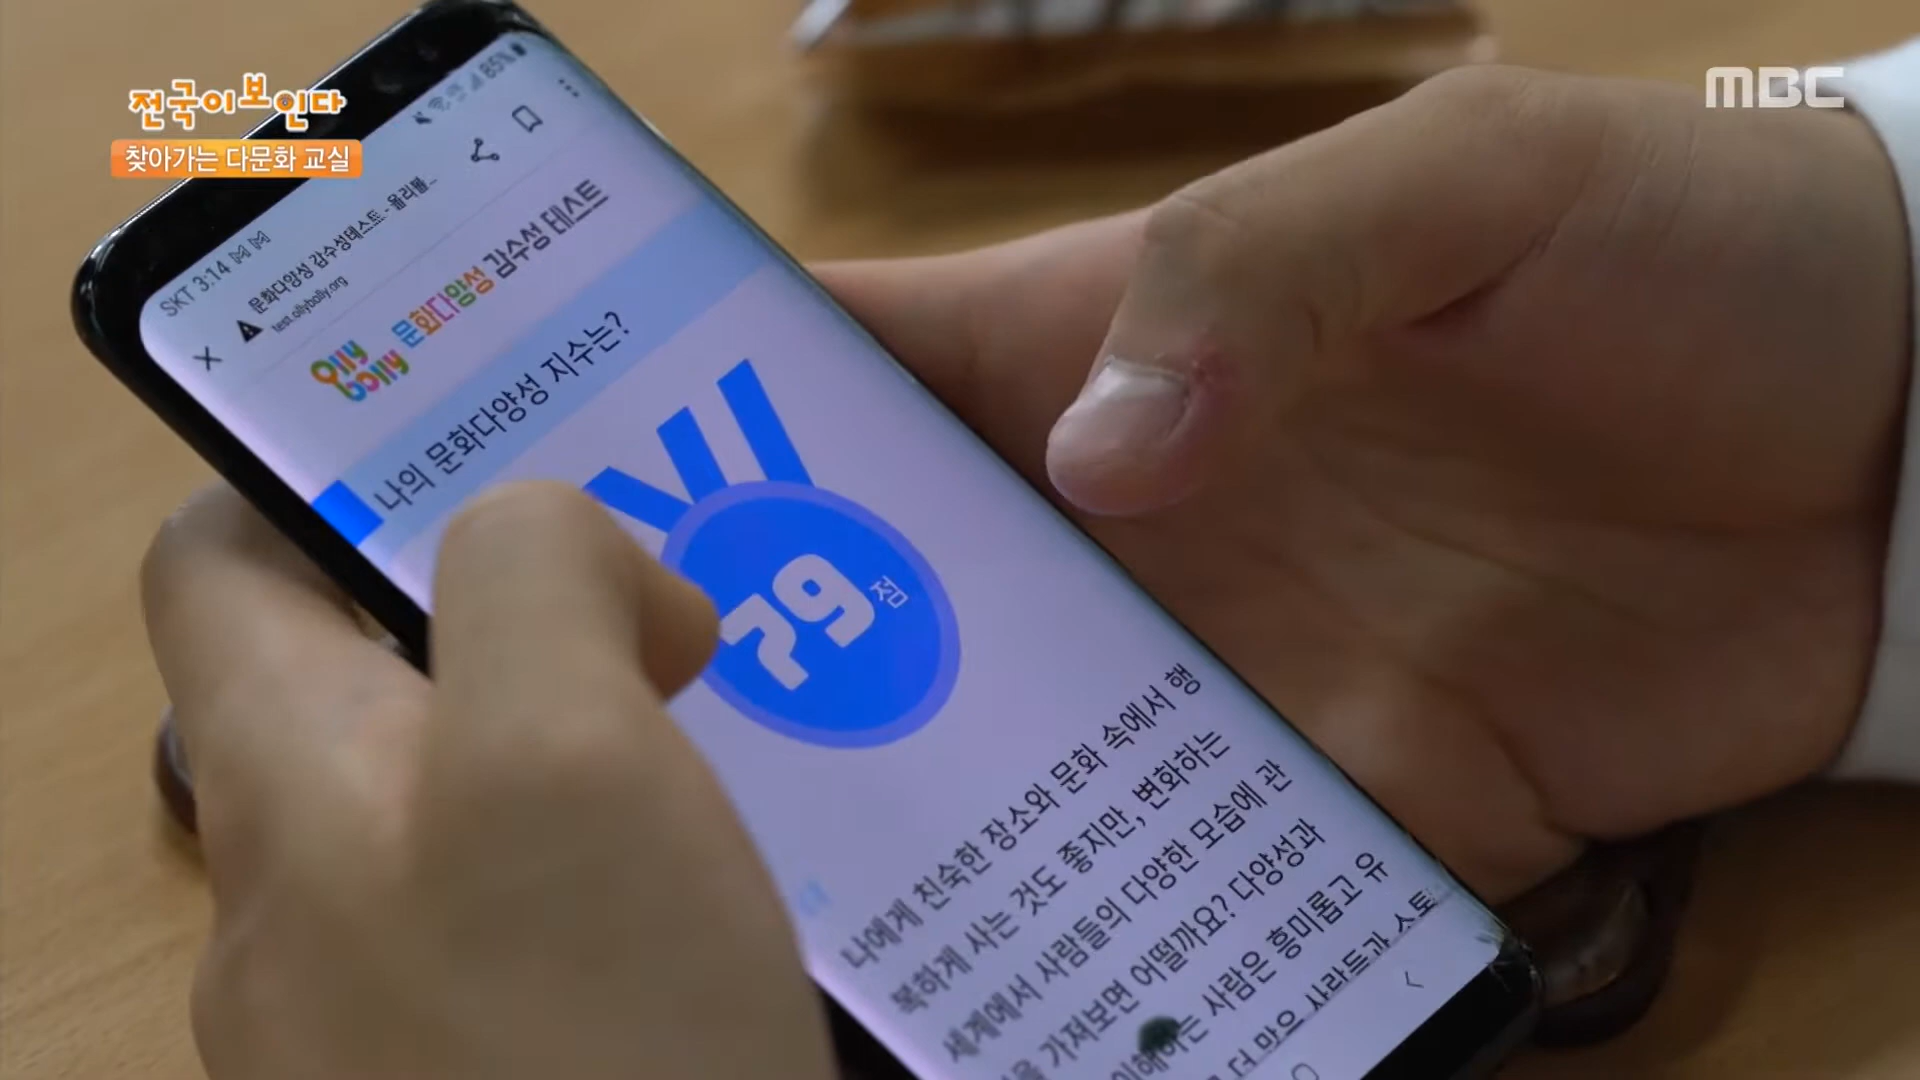 전국이보인다
찾아가는 다문화 교실
MBC
SKT 3:14
85%
문화다양성 감수성테스트 - 올리볼...
test.ollybolly.org
olly bolly 문화다양성 감수성 테스트
나의 문화다양성 지수는?
79점
나에게 친숙한 장소와 문화 속에서 행
복하게 사는 것도 좋지만, 변화하는
세계에서 사람들의 다양한 모습에 관
을 가져보면 어떨까요? 다양성과
이해하는 사람은 흥미롭고 유
더 많은